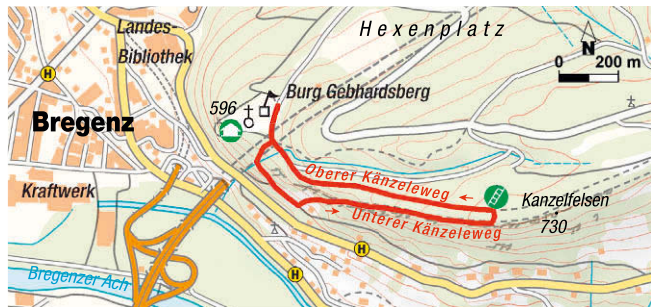 Landes-
Bibliothek
Hexenplatz
N
0 200 m
H
596
Burg Gebhardsberg
Bregenz
Kraftwerk
Oberer Känzeleweg
Unterer Känzeleweg
Kanzelfelsen
730
H
H
Bregenzer Ach